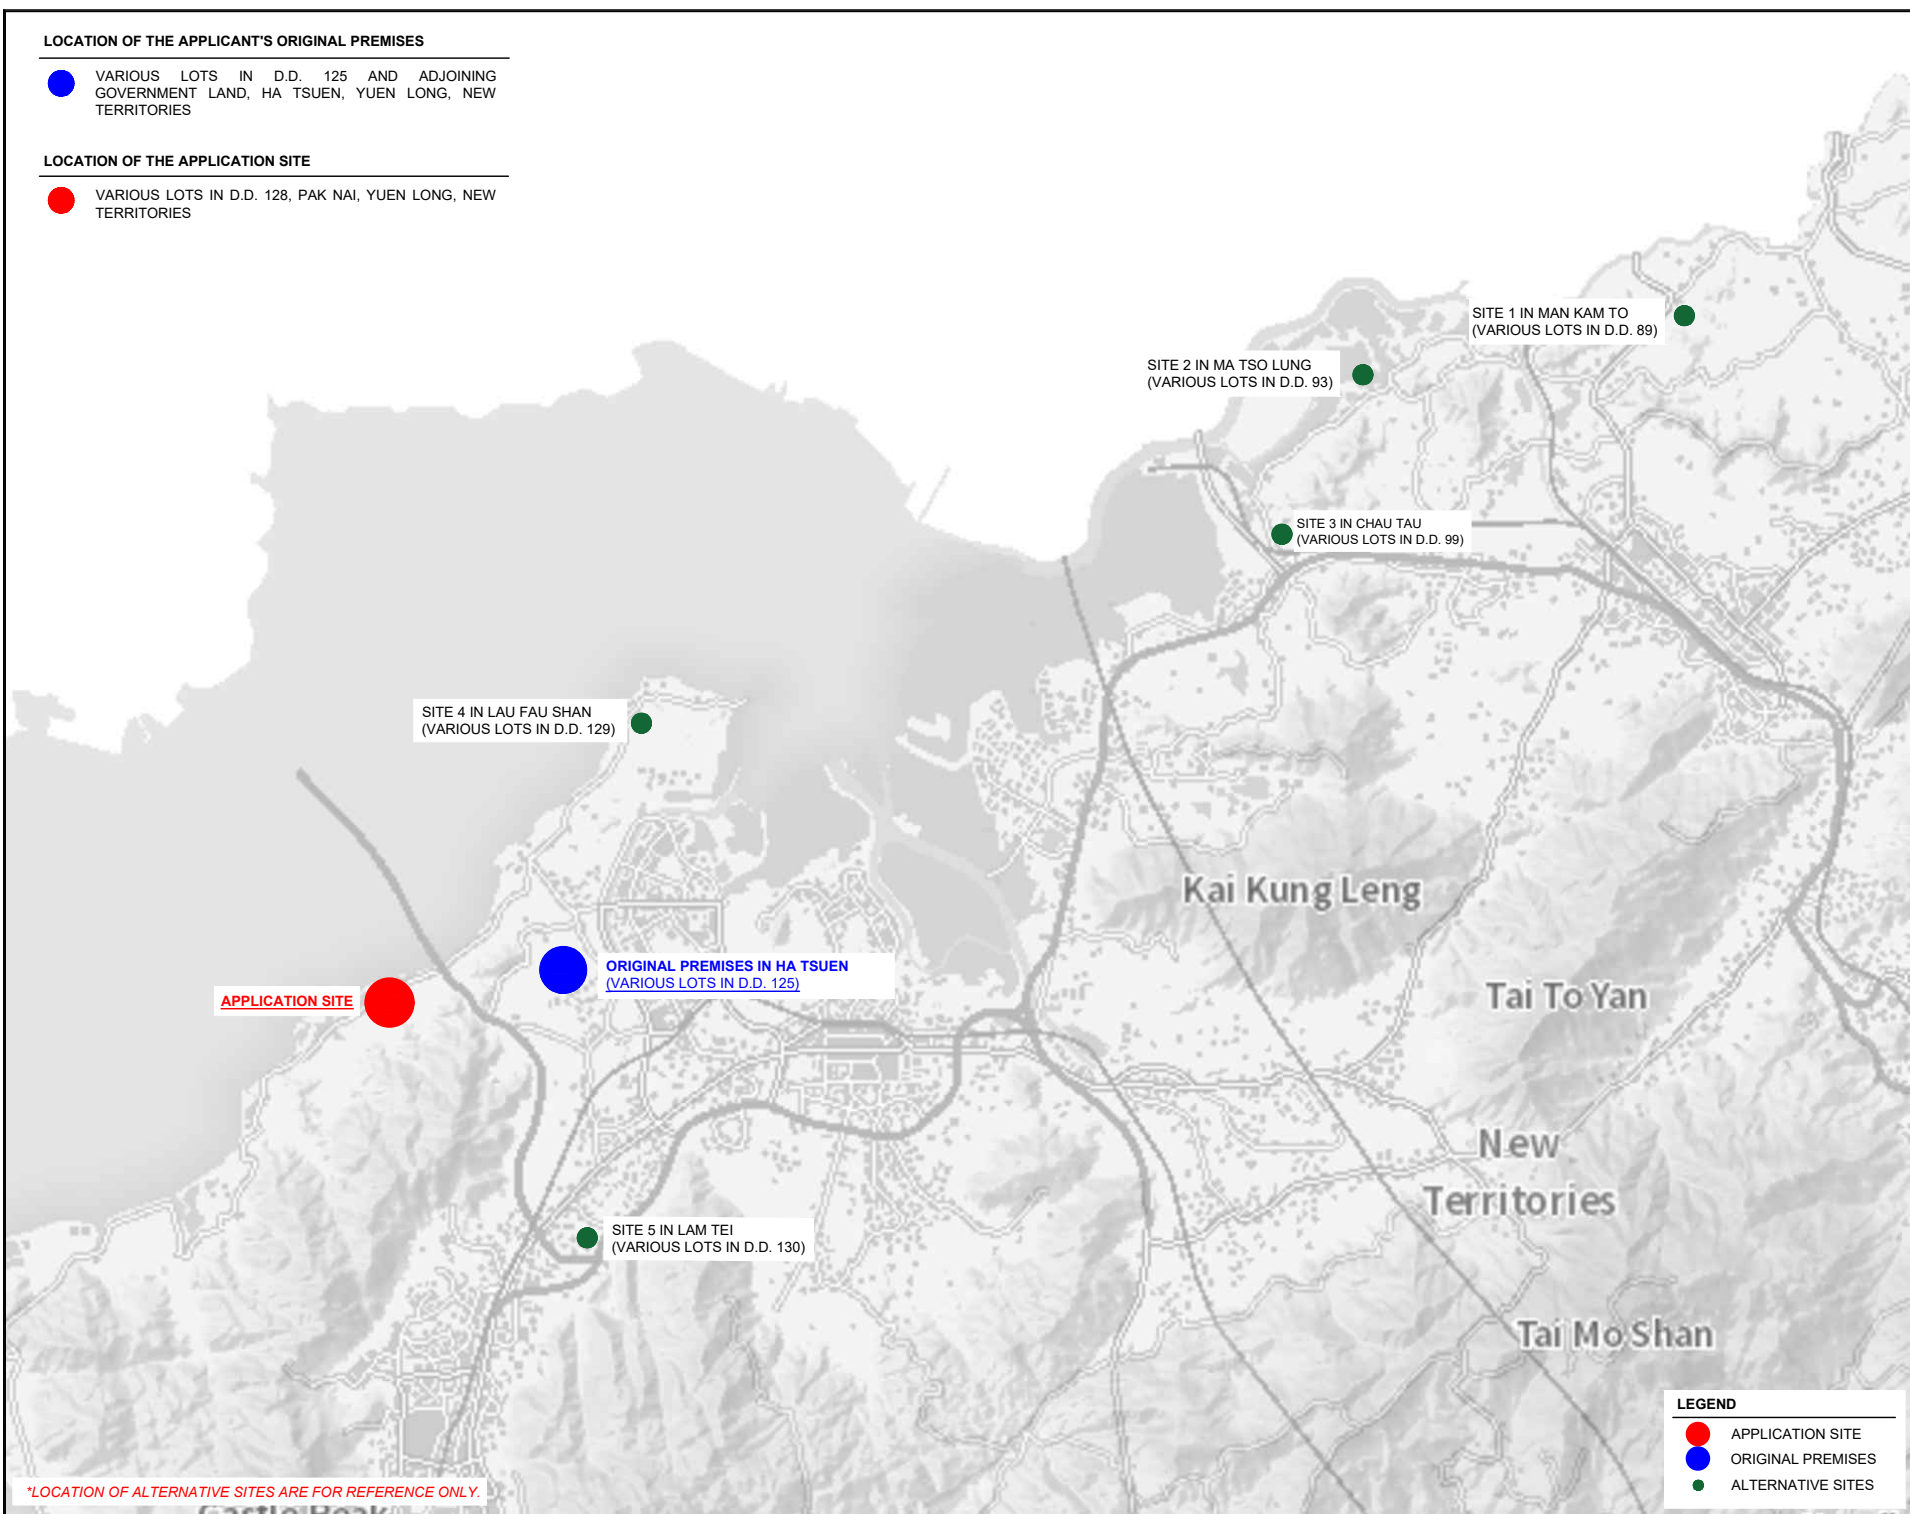 LOCATION OF THE APPLICANT'S ORIGINAL PREMISES
VARIOUS LOTS IN D.D. 125 AND ADJOINING
GOVERNMENT LAND, HA TSUEN, YUEN LONG, NEW
TERRITORIES
LOCATION OF THE APPLICATION SITE
VARIOUS LOTS IN D.D. 128, PAK NAI, YUEN LONG, NEW
TERRITORIES
SITE 1 IN MAN KAM TO
(VARIOUS LOTS IN D.D. 89)
SITE 2 IN MA TSO LUNG
(VARIOUS LOTS IN D.D. 93)
SITE 3 IN CHAU TAU
(VARIOUS LOTS IN D.D. 99)
SITE 4 IN LAU FAU SHAN
(VARIOUS LOTS IN D.D. 129)
Kai Kung Leng
ORIGINAL PREMISES IN HA TSUEN
(VARIOUS LOTS IN D.D. 125)
APPLICATION SITE
Tai To Yan
New
Territories
SITE 5 IN LAM TEI
(VARIOUS LOTS IN D.D. 130)
Tai Mo Shan
LEGEND
APPLICATION SITE
ORIGINAL PREMISES
ALTERNATIVE SITES
*LOCATION OF ALTERNATIVE SITES ARE FOR REFERENCE ONLY.
Castle Peak